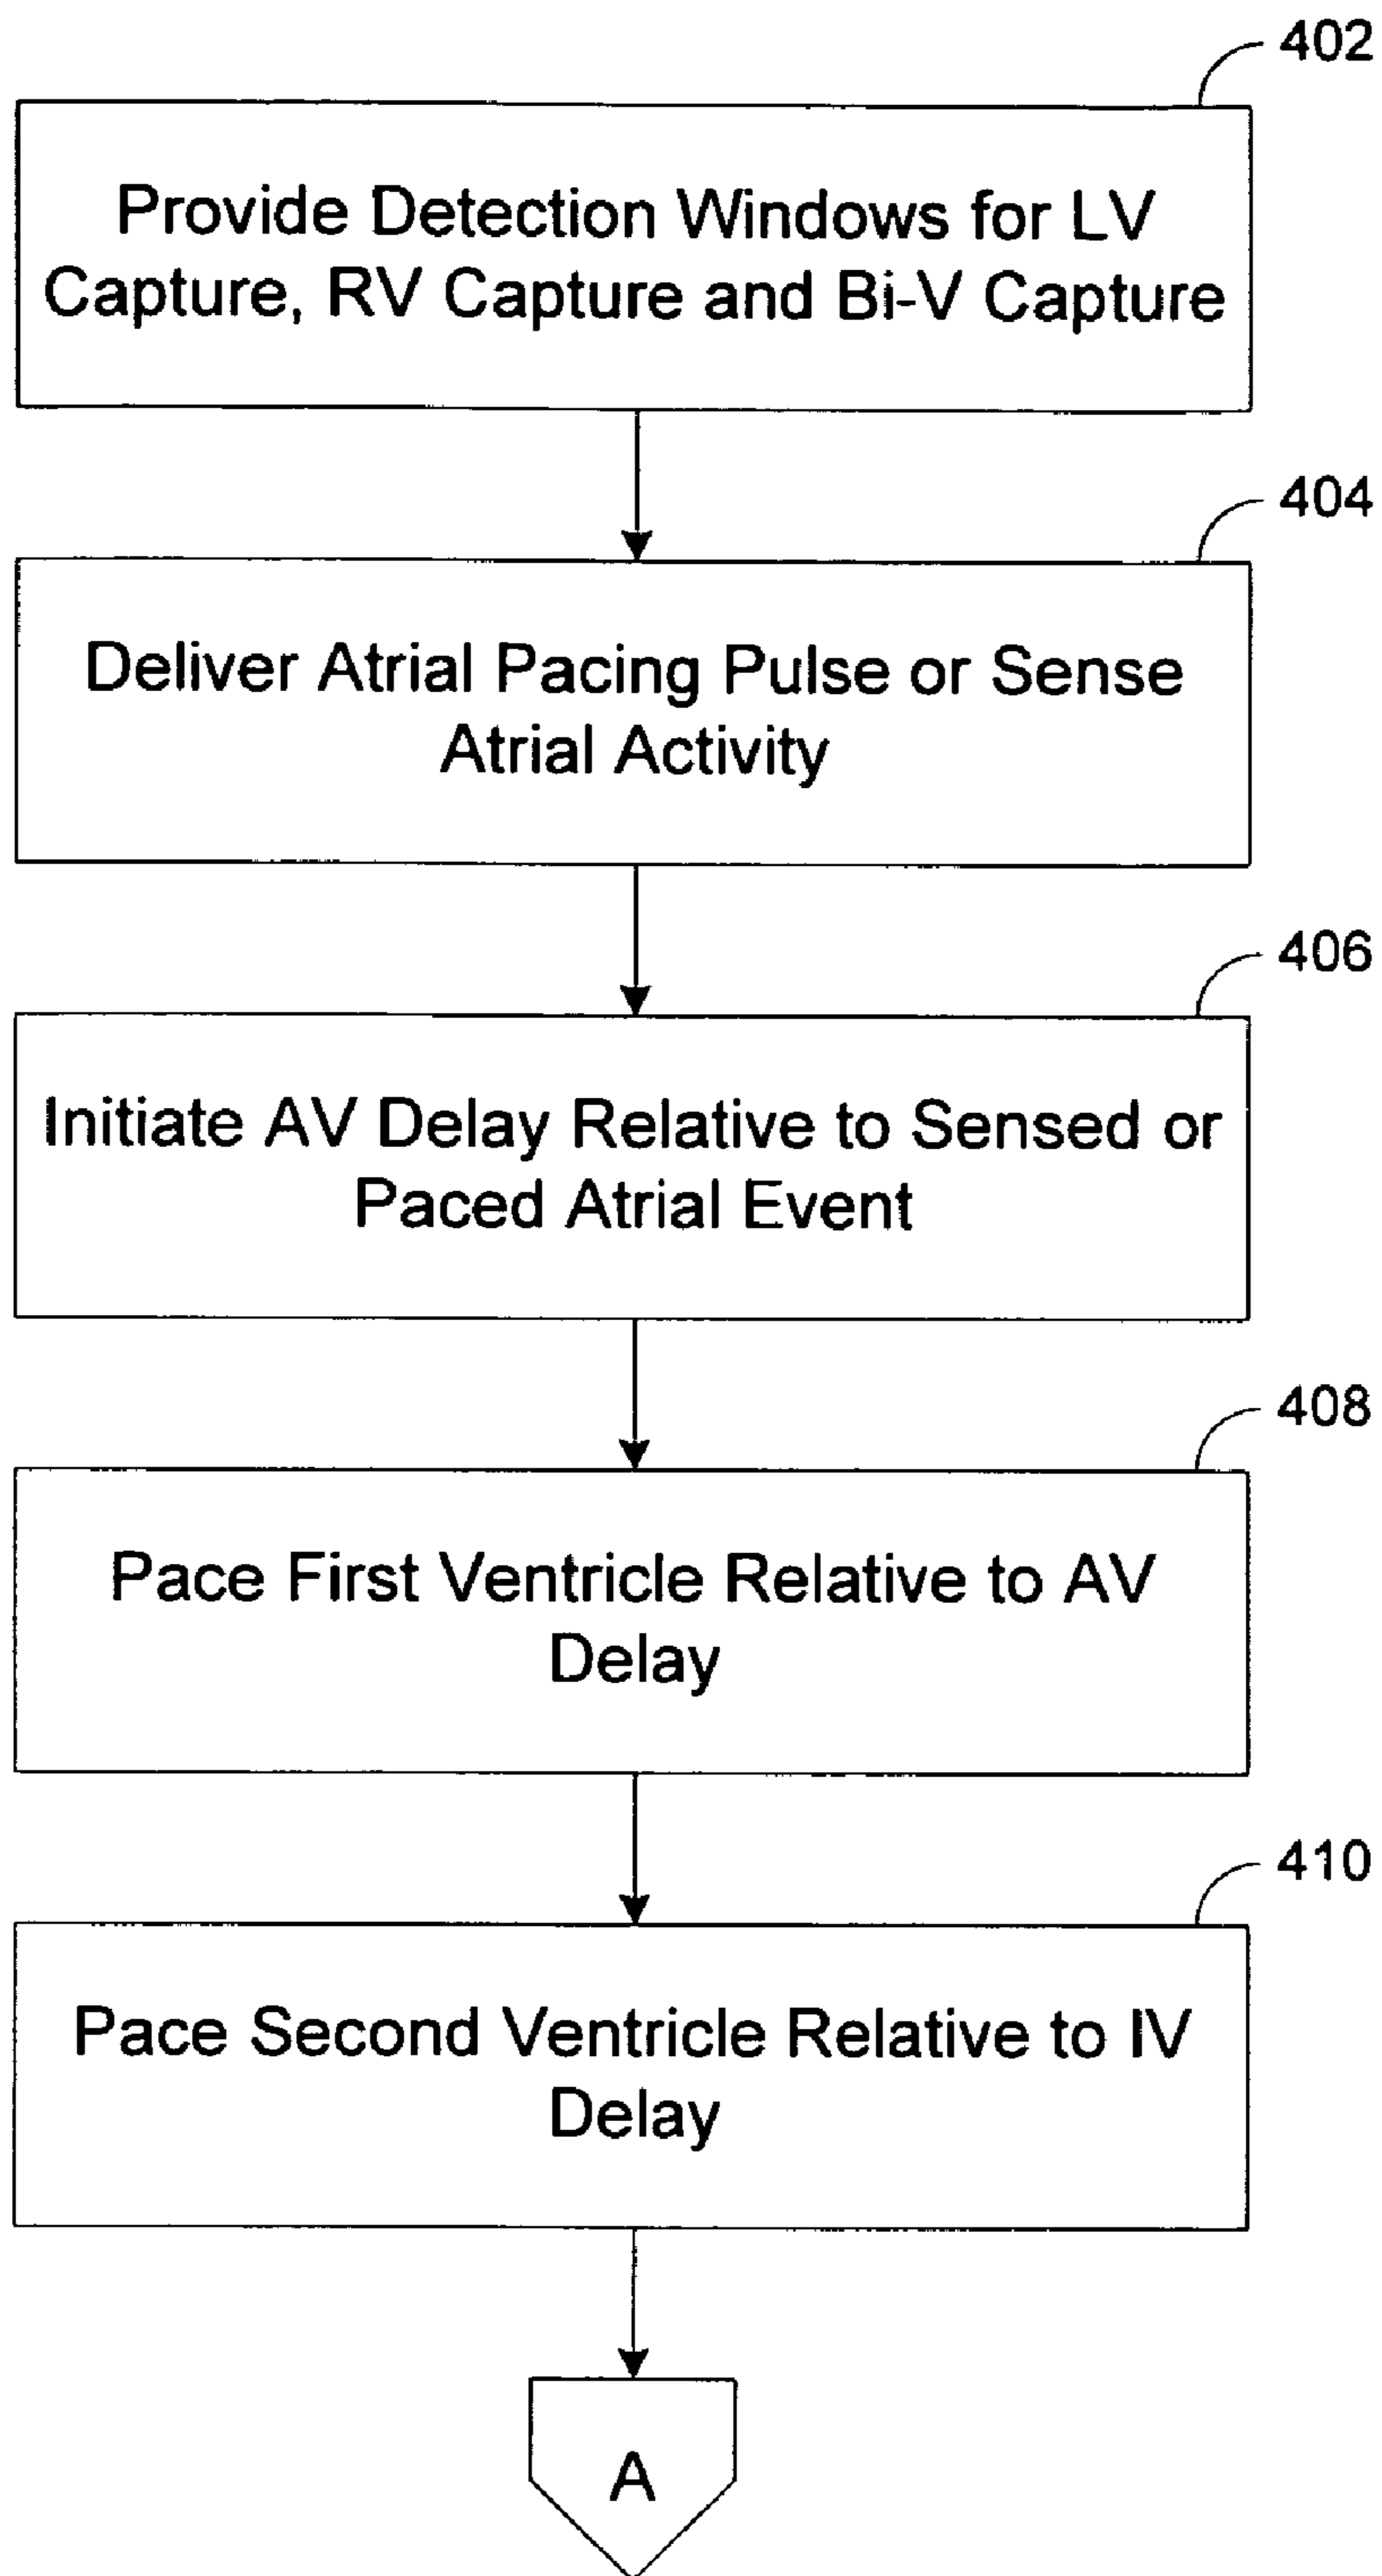 402
Provide Detection Windows for LV
Capture, RV Capture and Bi-V Capture
404
Deliver Atrial Pacing Pulse or Sense
Atrial Activity
406
Initiate AV Delay Relative to Sensed or
Paced Atrial Event
408
Pace First Ventricle Relative to AV
Delay
410
Pace Second Ventricle Relative to IV
Delay
A